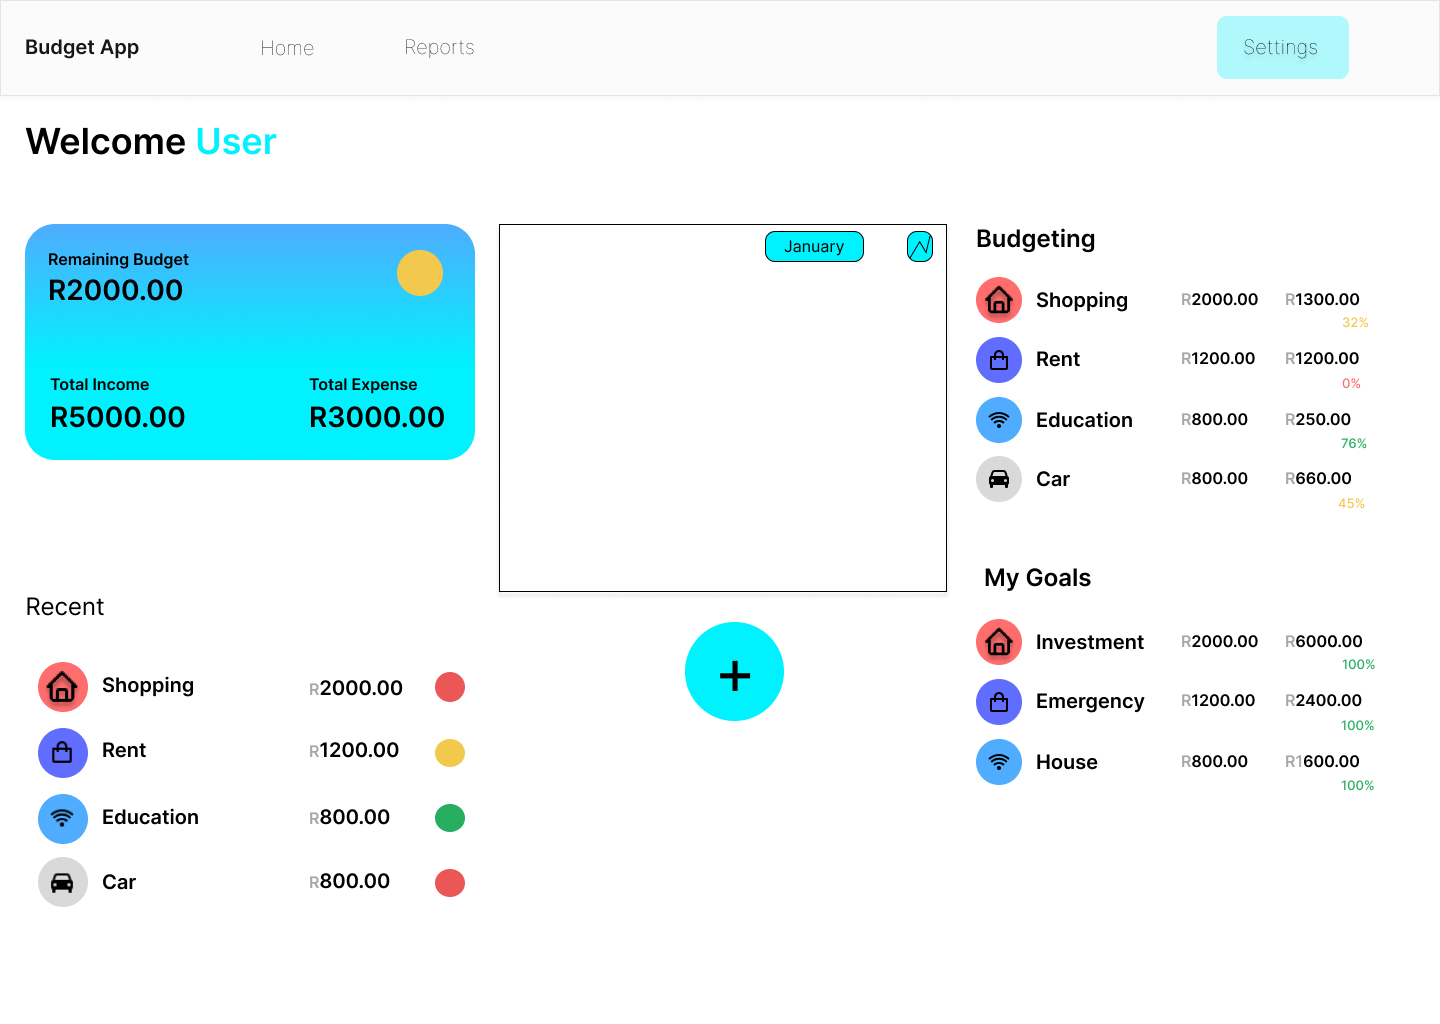 Budget App Home Reports Settings
Welcome User
Remaining Budget
R2000.00
Total Income Total Expense
R5000.00 R3000.00
January
Budgeting
Shopping R2000.00 R1300.00
32%
Rent R1200.00 R1200.00
0%
Education R800.00 R250.00
76%
Car R800.00 R660.00
45%
My Goals
Investment R2000.00 R6000.00
100%
Emergency R1200.00 R2400.00
100%
House R800.00 R1600.00
100%
Recent
Shopping R2000.00
Rent R1200.00
Education R800.00
Car R800.00
+